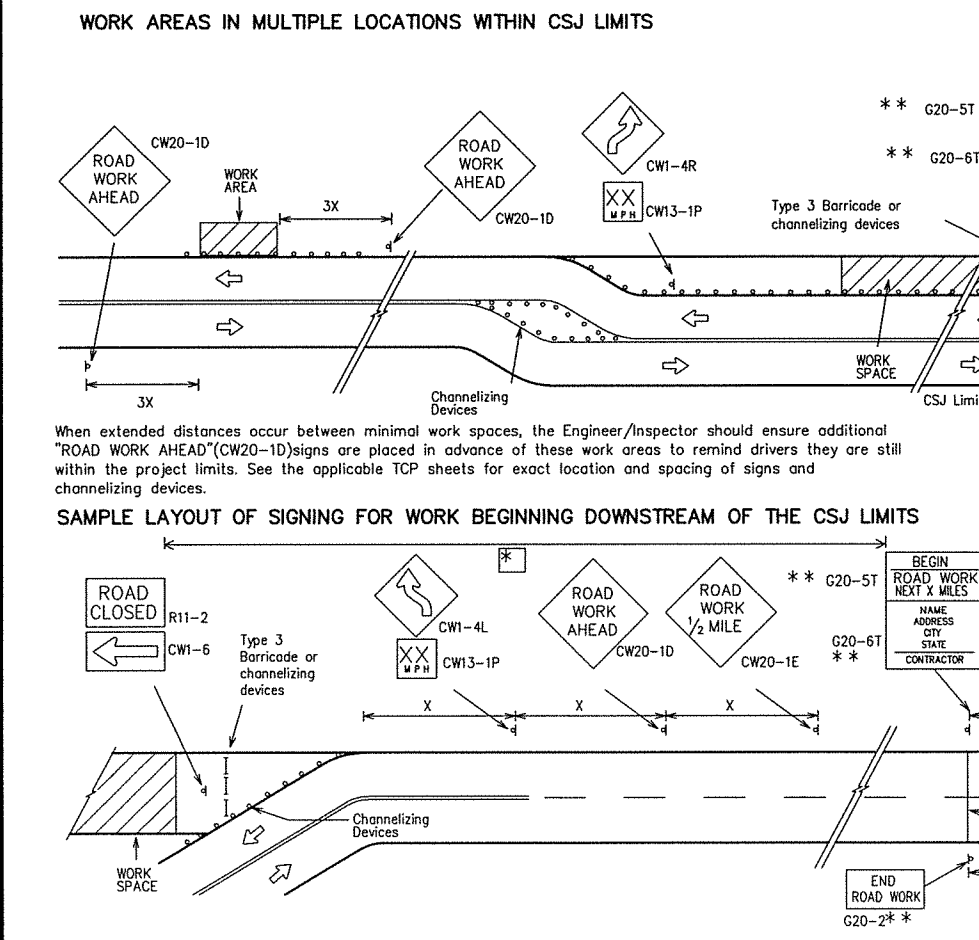 WORK AREAS IN MULTIPLE LOCATIONS WITHIN CSJ LIMITS
** G20-5T
** G20-6T
ROAD
WORK
AHEAD
CW20-1D
WORK
AREA
3X
ROAD
WORK
AHEAD
CW20-1D
CW1-4R
XX
MPH
CW13-1P
Type 3 Barricade or
channelizing devices
3X
Channelizing
Devices
WORK
SPACE
CSJ Limi
When extended distances occur between minimal work spaces, the Engineer/Inspector should ensure additional
"ROAD WORK AHEAD"(CW20-1D)signs are placed in advance of these work areas to remind drivers they are still
within the project limits. See the applicable TCP sheets for exact location and spacing of signs and
channelizing devices.
SAMPLE LAYOUT OF SIGNING FOR WORK BEGINNING DOWNSTREAM OF THE CSJ LIMITS
*
ROAD
CLOSED
R11-2
CW1-6
Type 3
Barricade or
channelizing
devices
CW1-4L
XX
MPH
CW13-1P
ROAD
WORK
AHEAD
CW20-1D
ROAD
WORK
1/2 MILE
CW20-1E
** G20-5T
G20-6T
**
BEGIN
ROAD WORK
NEXT X MILES
NAME
ADDRESS
CITY
STATE
CONTRACTOR
X
X
X
Channelizing
Devices
WORK
SPACE
END
ROAD WORK
G20-2**